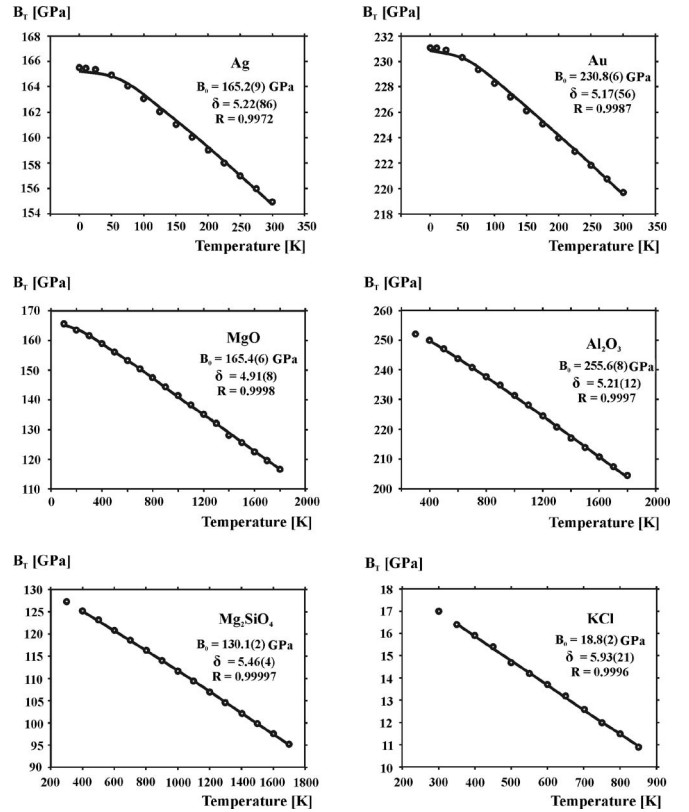 B_T [GPa]
168
166
164
162
160
158
156
154
Ag
B₀ = 165.2(9) GPa
δ = 5.22(86)
R = 0.9972
0 50 100 150 200 250 300 350
Temperature [K]
B_T [GPa]
232
230
228
226
224
222
220
218
Au
B₀ = 230.8(6) GPa
δ = 5.17(56)
R = 0.9987
0 50 100 150 200 250 300 350
Temperature [K]
B_T [GPa]
170
160
150
140
130
120
110
MgO
B₀ = 165.4(6) GPa
δ = 4.91(8)
R = 0.9998
0 400 800 1200 1600 2000
Temperature [K]
B_T [GPa]
260
250
240
230
220
210
200
Al₂O₃
B₀ = 255.6(8) GPa
δ = 5.21(12)
R = 0.9997
400 800 1200 1600 2000
Temperature [K]
B_T [GPa]
130
125
120
115
110
105
100
95
90
Mg₂SiO₄
B₀ = 130.1(2) GPa
δ = 5.46(4)
R = 0.99997
200 400 600 800 1000 1200 1400 1600 1800
Temperature [K]
B_T [GPa]
18
17
16
15
14
13
12
11
10
KCl
B₀ = 18.8(2) GPa
δ = 5.93(21)
R = 0.9996
200 300 400 500 600 700 800 900
Temperature [K]